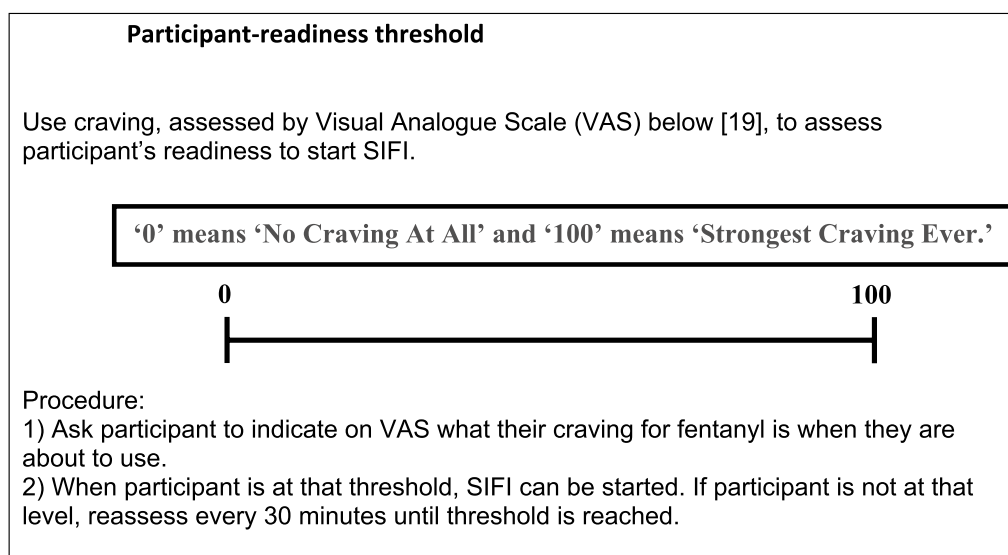 Participant-readiness threshold
Use craving, assessed by Visual Analogue Scale (VAS) below [19], to assess
participant’s readiness to start SIFI.
‘0’ means ‘No Craving At All’ and ‘100’ means ‘Strongest Craving Ever.’
0 100
Procedure:
1) Ask participant to indicate on VAS what their craving for fentanyl is when they are
about to use.
2) When participant is at that threshold, SIFI can be started. If participant is not at that
level, reassess every 30 minutes until threshold is reached.